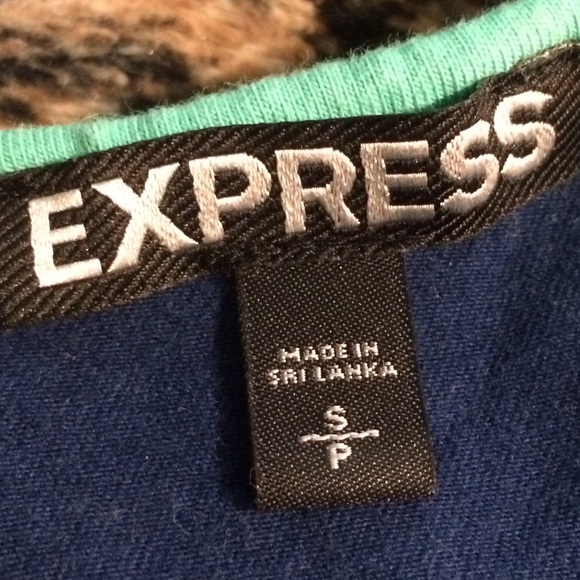 EXPRESS
MADE IN
SRI LANKA
S
P